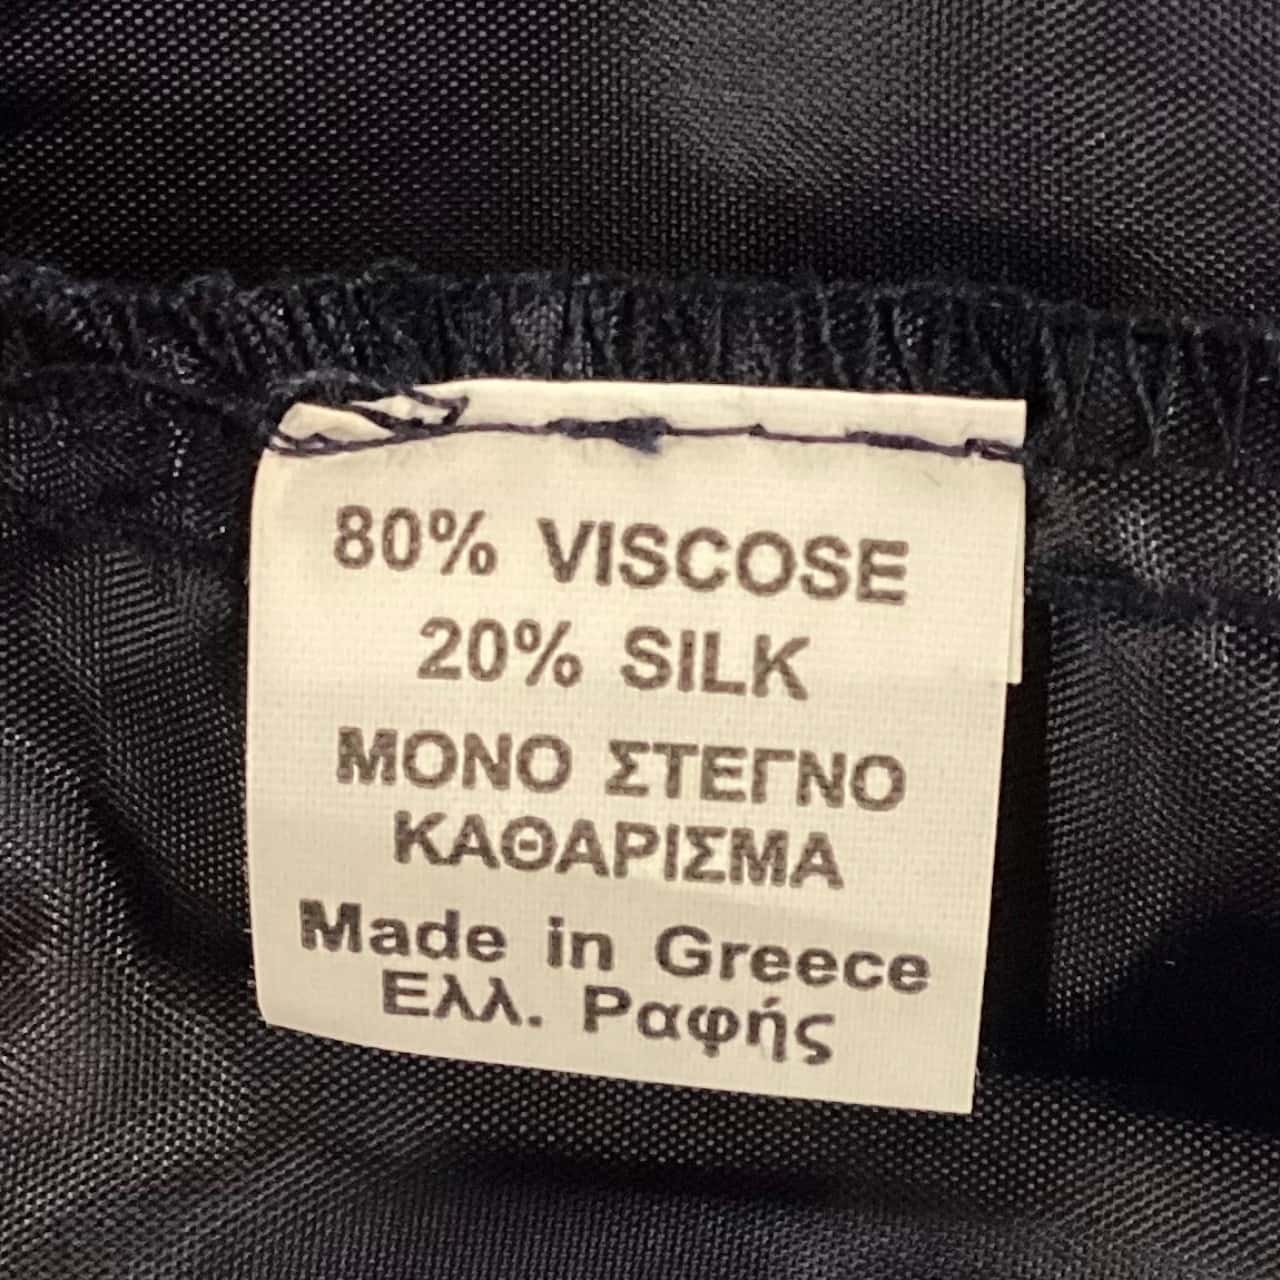 80% VISCOSE
20% SILK
ΜΟΝΟ ΣΤΕΓΝΟ
ΚΑΘΑΡΙΣΜΑ
Made in Greece
Ελλ. Ραφής